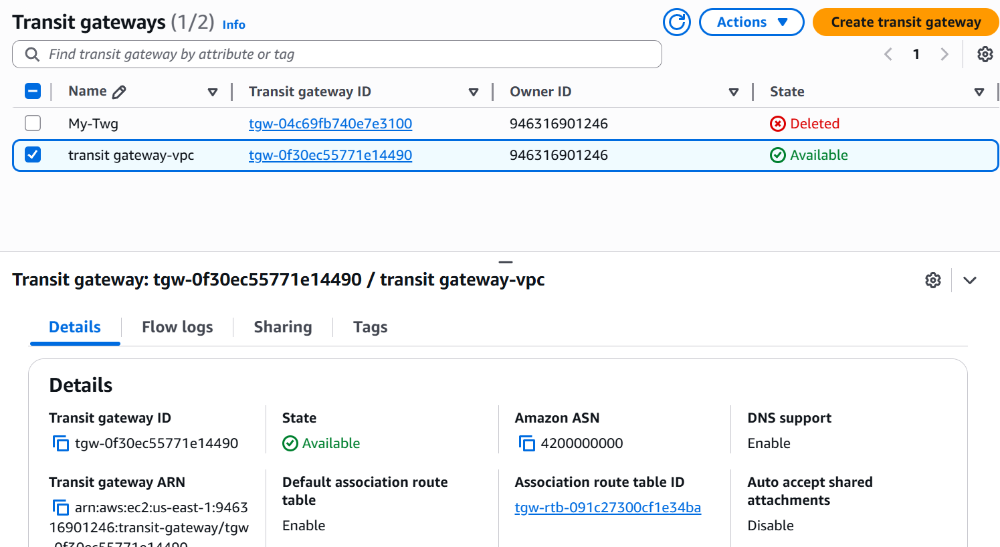 Transit gateways (1/2) Info
Actions
Create transit gateway
Find transit gateway by attribute or tag
1
Name
Transit gateway ID
Owner ID
State
My-Twg
tgw-04c69fb740e7e3100
946316901246
Deleted
transit gateway-vpc
tgw-0f30ec55771e14490
946316901246
Available
Transit gateway: tgw-0f30ec55771e14490 / transit gateway-vpc
Details
Flow logs
Sharing
Tags
Details
Transit gateway ID
tgw-0f30ec55771e14490
State
Available
Amazon ASN
4200000000
DNS support
Enable
Transit gateway ARN
arn:aws:ec2:us-east-1:9463
16901246:transit-gateway/tgw
-0f30ec55771e14490
Default association route
table
Enable
Association route table ID
tgw-rtb-091c27300cf1e34ba
Auto accept shared
attachments
Disable